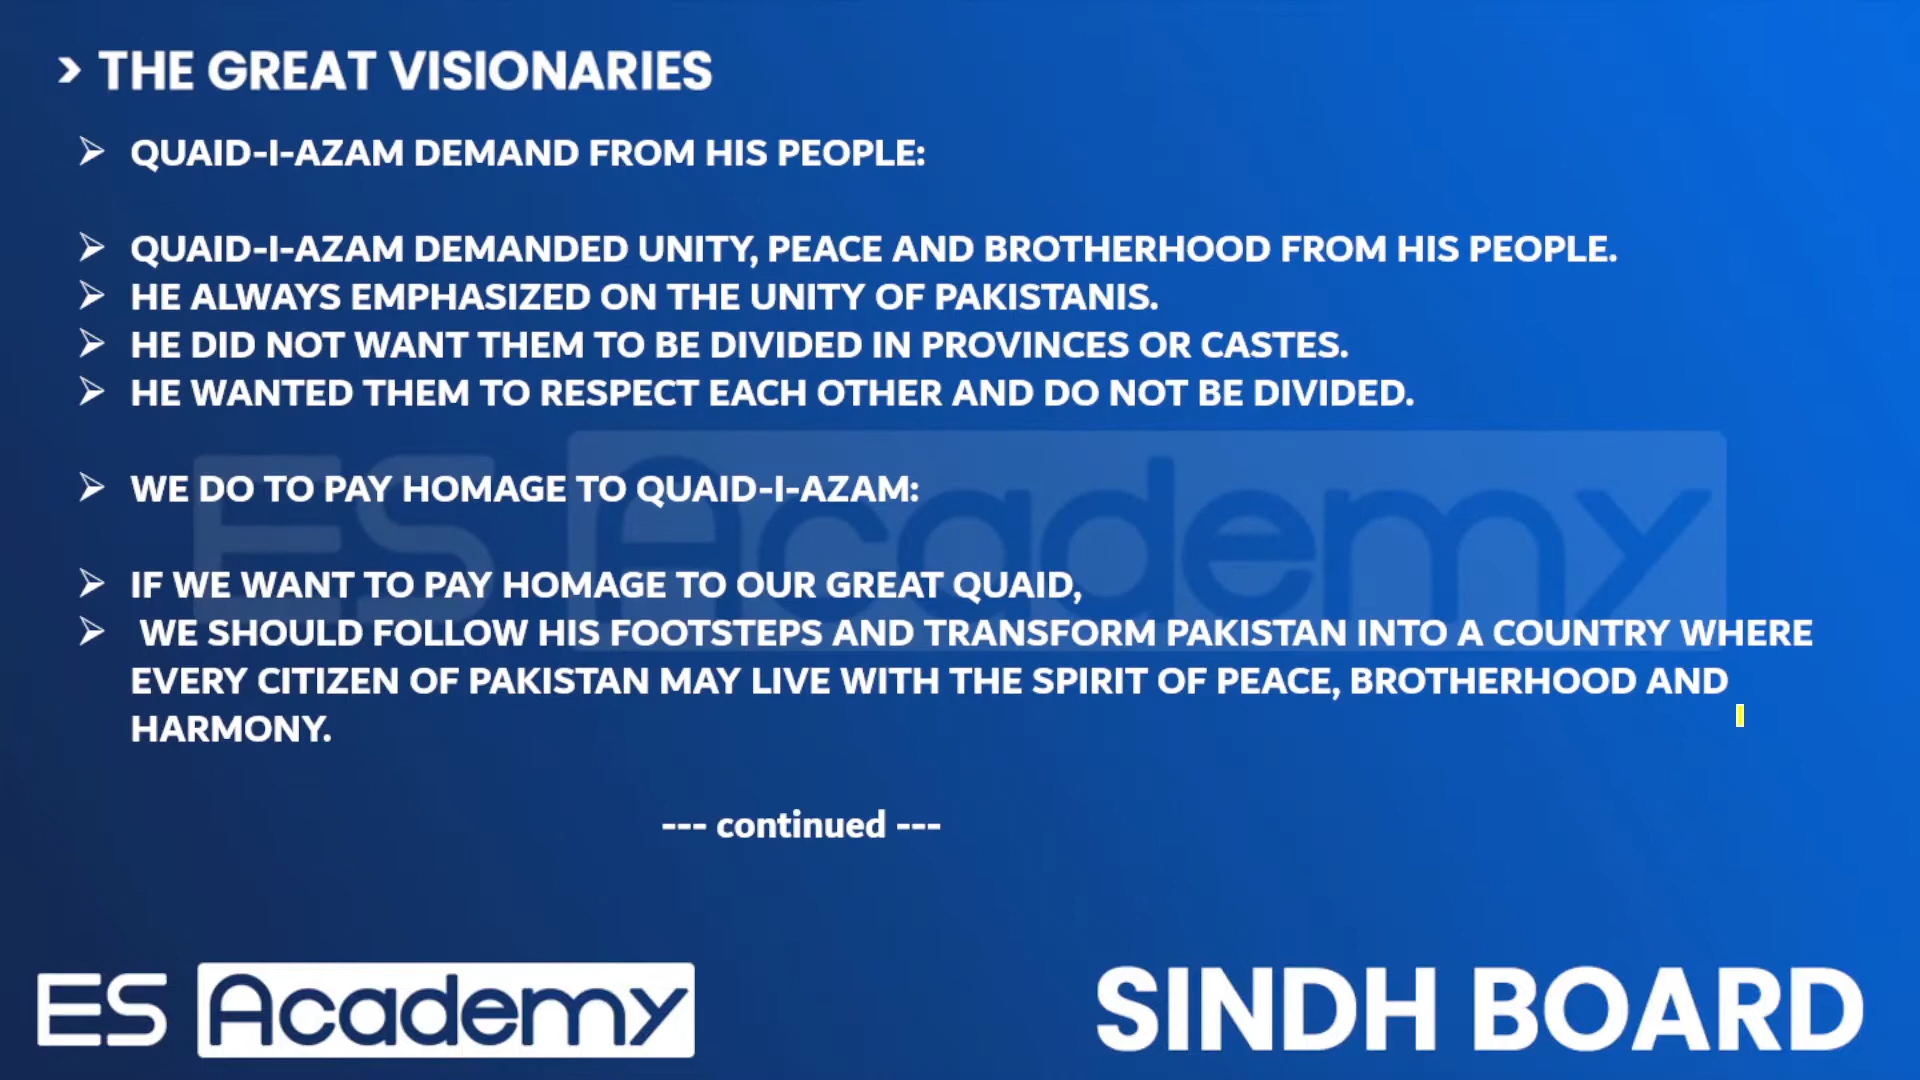 > THE GREAT VISIONARIES
➢ QUAID-I-AZAM DEMAND FROM HIS PEOPLE:
➢ QUAID-I-AZAM DEMANDED UNITY, PEACE AND BROTHERHOOD FROM HIS PEOPLE.
➢ HE ALWAYS EMPHASIZED ON THE UNITY OF PAKISTANIS.
➢ HE DID NOT WANT THEM TO BE DIVIDED IN PROVINCES OR CASTES.
➢ HE WANTED THEM TO RESPECT EACH OTHER AND DO NOT BE DIVIDED.
➢ WE DO TO PAY HOMAGE TO QUAID-I-AZAM:
➢ IF WE WANT TO PAY HOMAGE TO OUR GREAT QUAID,
➢ WE SHOULD FOLLOW HIS FOOTSTEPS AND TRANSFORM PAKISTAN INTO A COUNTRY WHERE
EVERY CITIZEN OF PAKISTAN MAY LIVE WITH THE SPIRIT OF PEACE, BROTHERHOOD AND
HARMONY.
--- continued ---
ES Academy
ES Academy
SINDH BOARD